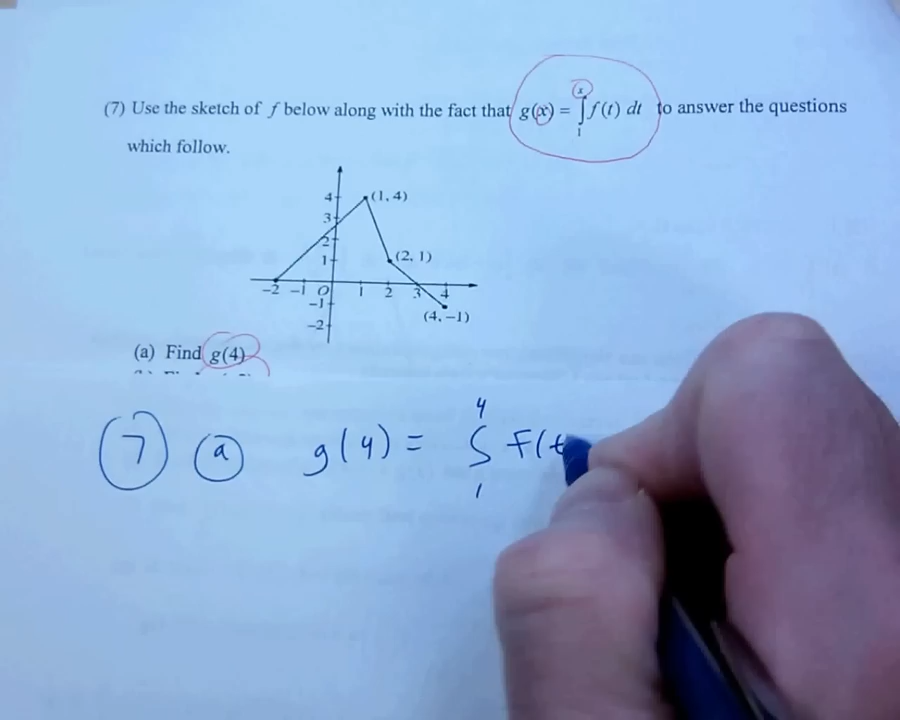 (7) Use the sketch of f below along with the fact that g(x) = ∫₁ˣ f(t) dt to answer the questions
which follow.
4
(1, 4)
3
2
1
(2, 1)
-2 -1 O 1 2 3 4
-1
(4, -1)
-2
(a) Find g(4)
7 a g(4) = ∫₁⁴ f(t